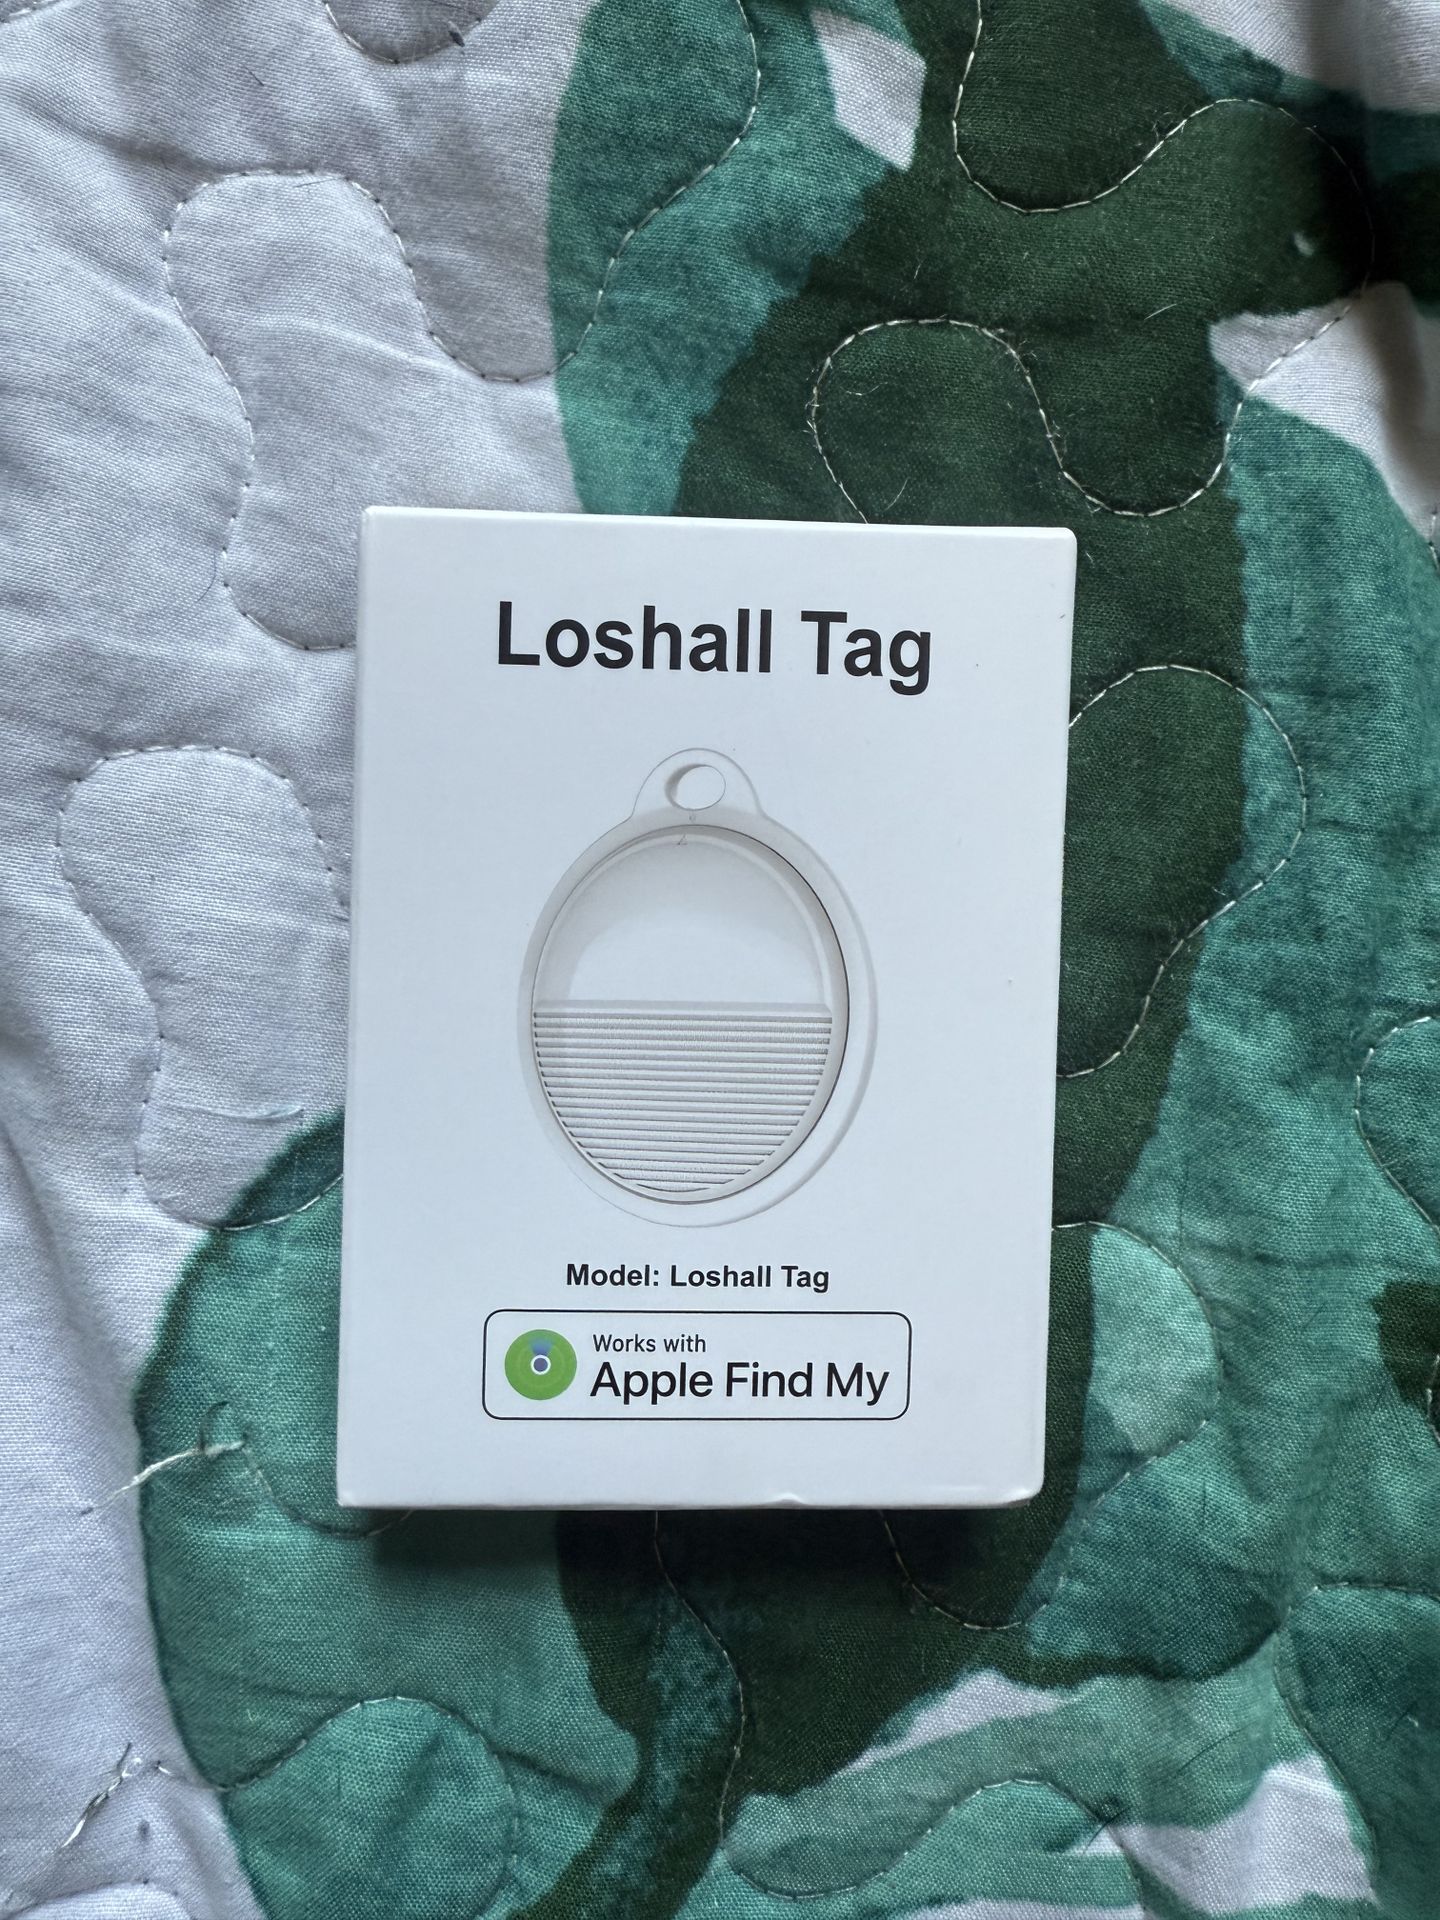 Loshall Tag
Model: Loshall Tag
Works with
Apple Find My